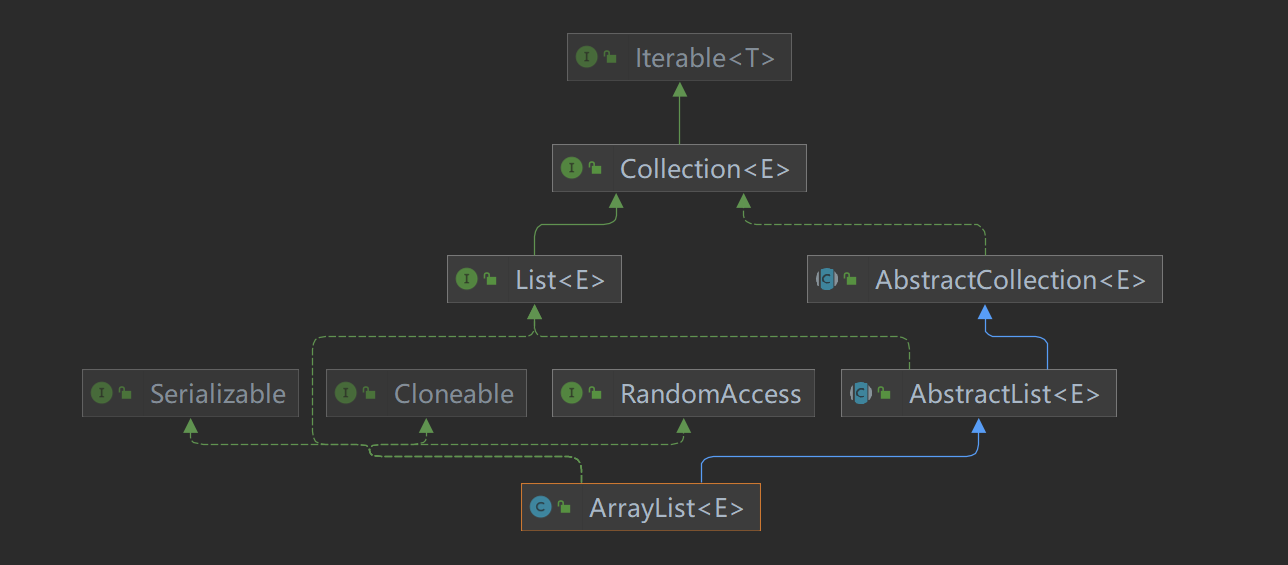 I Iterable<T>
I Collection<E>
I List<E>
C AbstractCollection<E>
I Serializable
I Cloneable
I RandomAccess
C AbstractList<E>
C ArrayList<E>